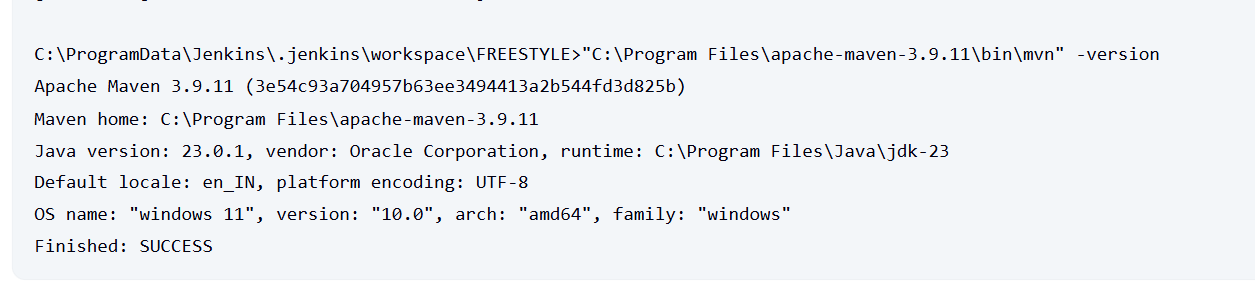 C:\ProgramData\Jenkins\.jenkins\workspace\FREESTYLE>"C:\Program Files\apache-maven-3.9.11\bin\mvn" -version
Apache Maven 3.9.11 (3e54c93a704957b63ee3494413a2b544fd3d825b)
Maven home: C:\Program Files\apache-maven-3.9.11
Java version: 23.0.1, vendor: Oracle Corporation, runtime: C:\Program Files\Java\jdk-23
Default locale: en_IN, platform encoding: UTF-8
OS name: "windows 11", version: "10.0", arch: "amd64", family: "windows"
Finished: SUCCESS